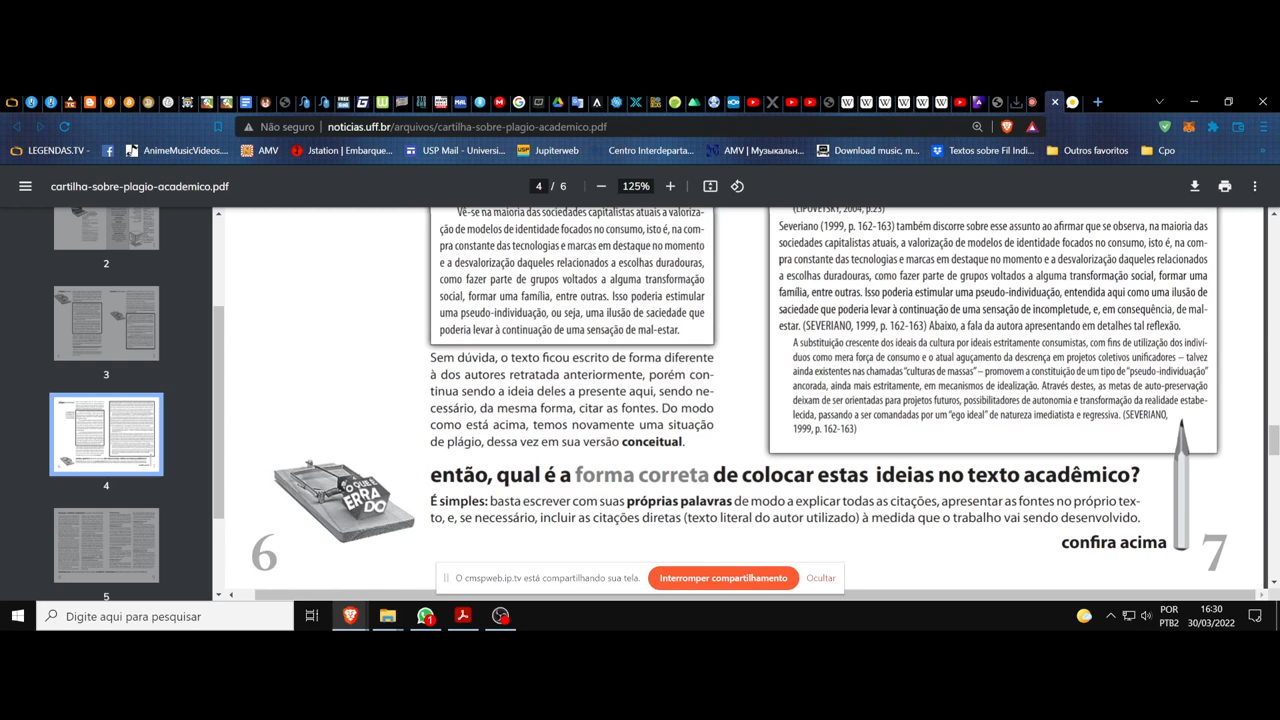 Não seguro noticias.uff.br/arquivos/cartilha-sobre-plagio-academico.pdf
LEGENDAS.TV - AnimeMusicVideos... AMV Jstation | Embarque... USP Mail - Universi... Jupiterweb Centro Interdeparta... AMV | Музыкальн... Download music, m... Textos sobre Fil Indi... Outros favoritos Cpo
cartilha-sobre-plagio-academico.pdf 4 / 6 125%
2
3
4
5
Vê-se na maioria das sociedades capitalistas atuais a valoriza-
ção de modelos de identidade focados no consumo, isto é, na com-
pra constante das tecnologias e marcas em destaque no momento
e a desvalorização daqueles relacionados a escolhas duradouras,
como fazer parte de grupos voltados a alguma transformação
social, formar uma família, entre outras. Isso poderia estimular
uma pseudo-individuação, ou seja, uma ilusão de saciedade que
poderia levar à continuação de uma sensação de mal-estar.
Sem dúvida, o texto ficou escrito de forma diferente
à dos autores retratada anteriormente, porém con-
tinua sendo a ideia deles a presente aqui, sendo ne-
cessário, da mesma forma, citar as fontes. Do modo
como está acima, temos novamente uma situação
de plágio, dessa vez em sua versão conceitual.
(LIPOVETSKY, 2004, p.23)
Severiano (1999, p. 162-163) também discorre sobre esse assunto ao afirmar que se observa, na maioria das
sociedades capitalistas atuais, a valorização de modelos de identidade focados no consumo, isto é, na com-
pra constante das tecnologias e marcas em destaque no momento e a desvalorização daqueles relacionados
a escolhas duradouras, como fazer parte de grupos voltados a alguma transformação social, formar uma
família, entre outras. Isso poderia estimular uma pseudo-individuação, entendida aqui como uma ilusão de
saciedade que poderia levar à continuação de uma sensação de incompletude, e, em consequência, de mal-
estar. (SEVERIANO, 1999, p. 162-163) Abaixo, a fala da autora apresentando em detalhes tal reflexão.
A substituição crescente dos ideais da cultura por ideais estritamente consumistas, com fins de utilização dos indiví-
duos como mera força de consumo e o atual aguçamento da descrença em projetos coletivos unificadores – talvez
ainda existentes nas chamadas “culturas de massas” – promovem a constituição de um tipo de “pseudo-individuação”
ancorada, ainda mais estritamente, em mecanismos de idealização. Através destes, as metas de auto-preservação
deixam de ser orientadas para projetos futuros, possibilitadores de autonomia e transformação da realidade estabe-
lecida, passando a ser comandadas por um “ego ideal” de natureza imediatista e regressiva. (SEVERIANO,
1999, p. 162-163)
O QUE É
ERRA
DO
então, qual é a forma correta de colocar estas ideias no texto acadêmico?
É simples: basta escrever com suas próprias palavras de modo a explicar todas as citações, apresentar as fontes no próprio tex-
to, e, se necessário, incluir as citações diretas (texto literal do autor utilizado) à medida que o trabalho vai sendo desenvolvido.
confira acima
6
7
O cmspweb.ip.tv está compartilhando sua tela. Interromper compartilhamento Ocultar
Digite aqui para pesquisar
1
POR 16:30
PTB2 30/03/2022